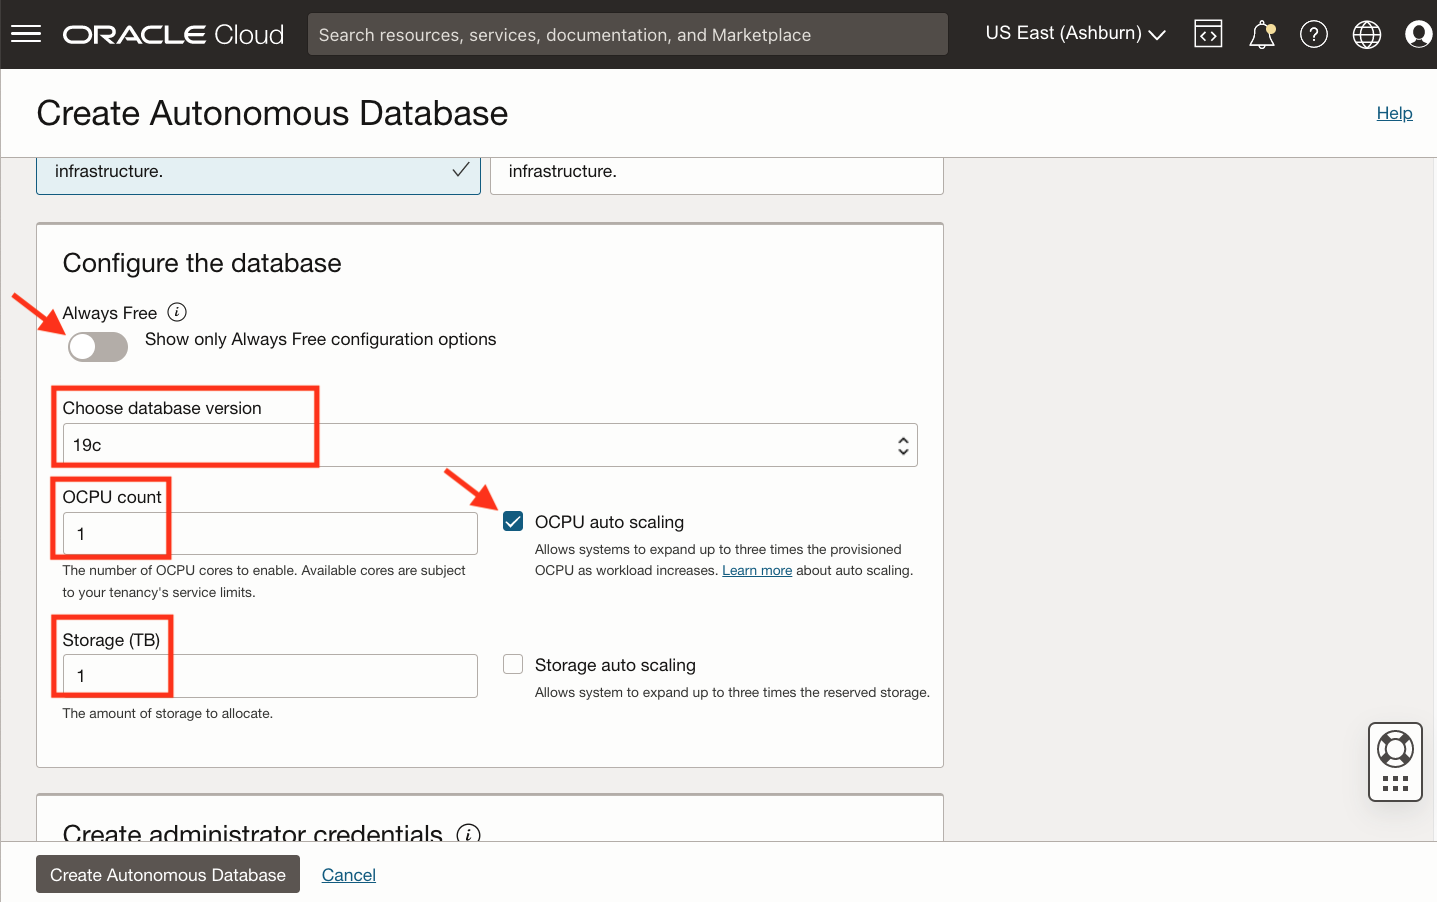 ORACLE Cloud
Search resources, services, documentation, and Marketplace
US East (Ashburn)
Create Autonomous Database
Help
infrastructure.
infrastructure.
Configure the database
Always Free
Show only Always Free configuration options
Choose database version
19c
OCPU count
1
The number of OCPU cores to enable. Available cores are subject
to your tenancy's service limits.
OCPU auto scaling
Allows systems to expand up to three times the provisioned
OCPU as workload increases. Learn more about auto scaling.
Storage (TB)
1
The amount of storage to allocate.
Storage auto scaling
Allows system to expand up to three times the reserved storage.
Create administrator credentials
Create Autonomous Database
Cancel